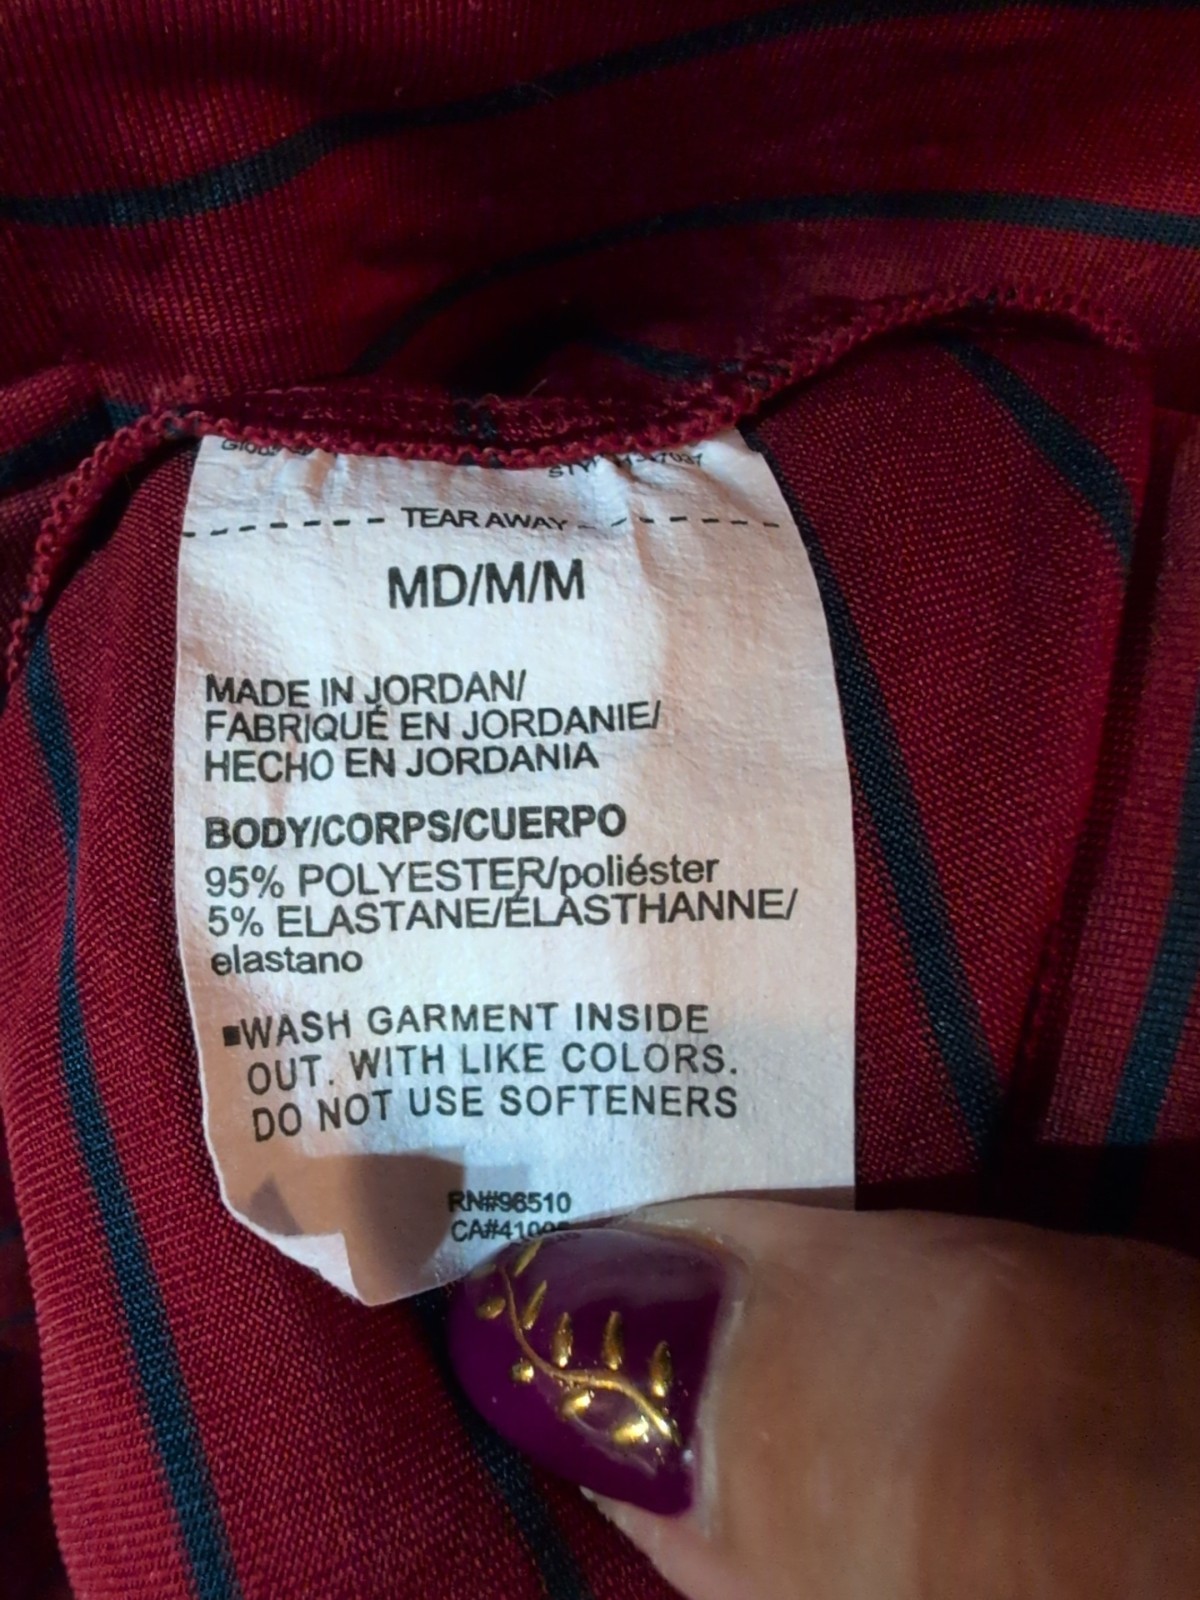 TEAR AWAY
MD/M/M
MADE IN JORDAN/
FABRIQUÉ EN JORDANIE/
HECHO EN JORDANIA
BODY/CORPS/CUERPO
95% POLYESTER/poliéster
5% ELASTANE/ÉLASTHANNE/
elastano
■WASH GARMENT INSIDE
OUT. WITH LIKE COLORS.
DO NOT USE SOFTENERS
RN#96510